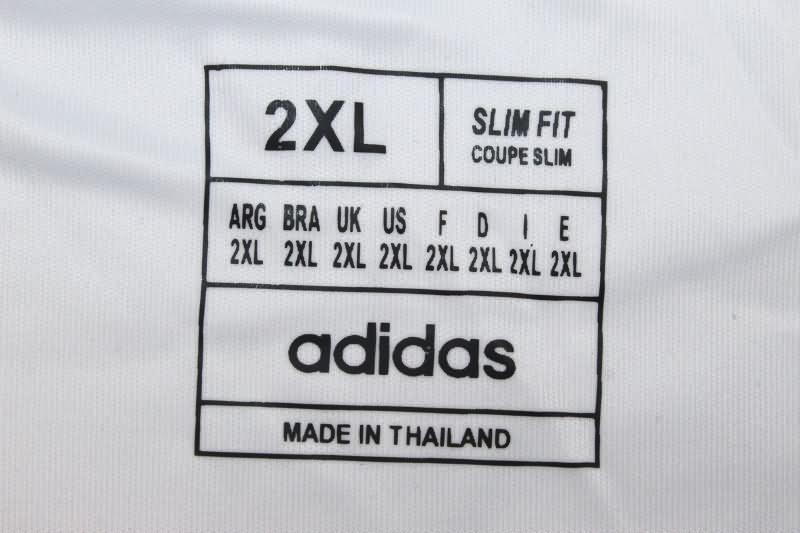 2XL
SLIM FIT
COUPE SLIM
ARG BRA UK US F D I E
2XL 2XL 2XL 2XL 2XL 2XL 2XL 2XL
adidas
MADE IN THAILAND